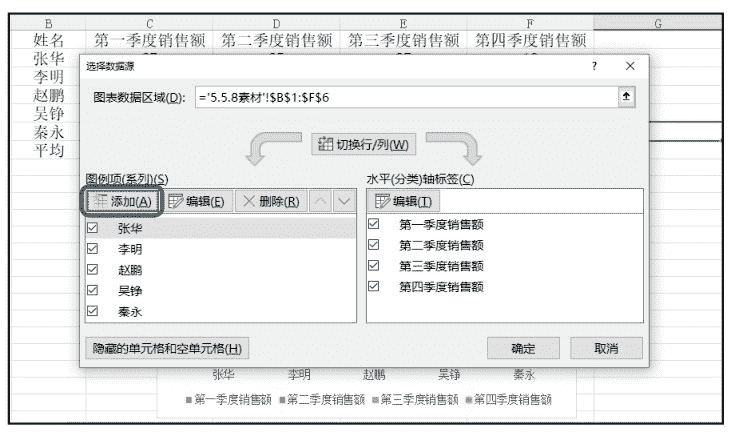 B C D E F G
姓名 第一季度销售额 第二季度销售额 第三季度销售额 第四季度销售额
张华
李明
赵鹏
吴铮
秦永
平均
选择数据源 ? ×
图表数据区域(D): ='5.5.8素材'!$B$1:$F$6
切换行/列(W)
图例项(系列)(S) 水平(分类)轴标签(C)
添加(A) 编辑(E) 删除(R) 编辑(T)
张华 第一季度销售额
李明 第二季度销售额
赵鹏 第三季度销售额
吴铮 第四季度销售额
秦永
隐藏的单元格和空单元格(H) 确定 取消
张华 李明 赵鹏 吴铮 秦永
第一季度销售额 第二季度销售额 第三季度销售额 第四季度销售额